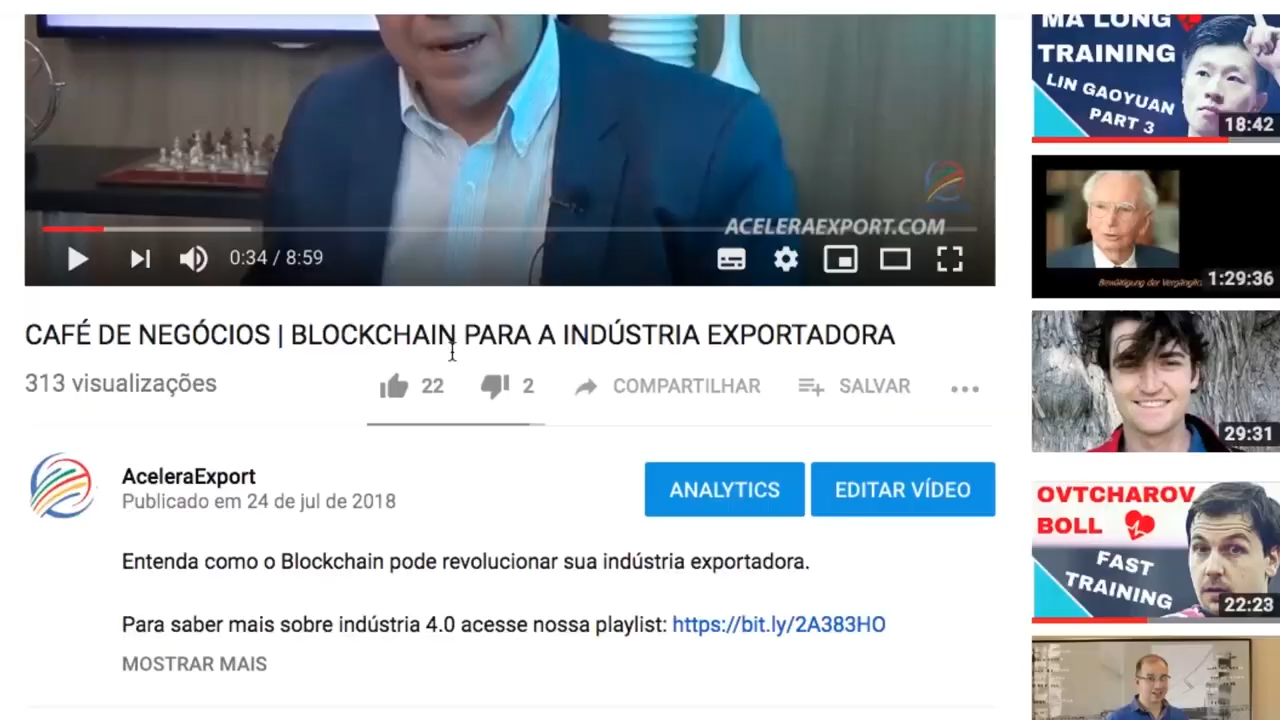 ACELERAEXPORT.COM
0:34 / 8:59
CAFÉ DE NEGÓCIOS | BLOCKCHAIN PARA A INDÚSTRIA EXPORTADORA
313 visualizações
22
2
COMPARTILHAR
SALVAR
AceleraExport
Publicado em 24 de jul de 2018
ANALYTICS
EDITAR VÍDEO
Entenda como o Blockchain pode revolucionar sua indústria exportadora.
Para saber mais sobre indústria 4.0 acesse nossa playlist: https://bit.ly/2A383HO
MOSTRAR MAIS
MA LONG
TRAINING
LIN GAOYUAN
PART 3
18:42
1:29:36
29:31
OVTCHAROV
BOLL
FAST
TRAINING
22:23